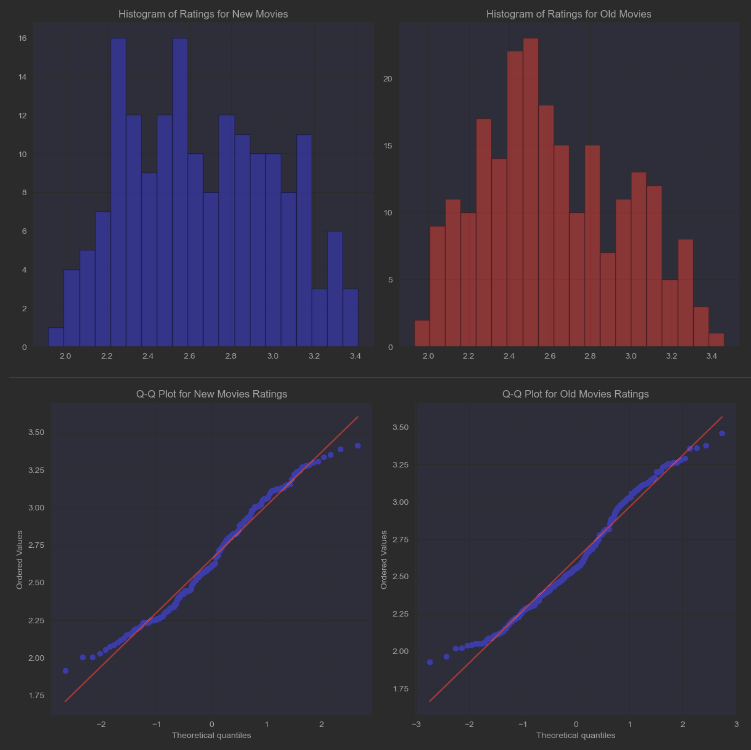 Histogram of Ratings for New Movies
16
14
12
10
8
6
4
2
0
2.0 2.2 2.4 2.6 2.8 3.0 3.2 3.4
Histogram of Ratings for Old Movies
20
15
10
5
0
2.0 2.2 2.4 2.6 2.8 3.0 3.2 3.4
Q-Q Plot for New Movies Ratings
Ordered Values
3.50
3.25
3.00
2.75
2.50
2.25
2.00
1.75
−2 −1 0 1 2
Theoretical quantiles
Q-Q Plot for Old Movies Ratings
Ordered Values
3.50
3.25
3.00
2.75
2.50
2.25
2.00
1.75
−3 −2 −1 0 1 2 3
Theoretical quantiles